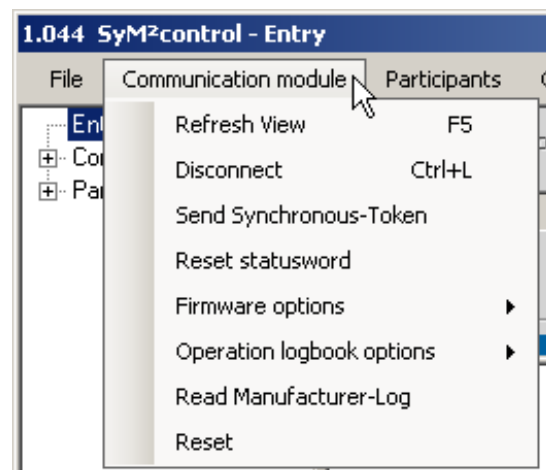 1.044 SyM²control - Entry
File Communication module Participants
Refresh View F5
Disconnect Ctrl+L
Send Synchronous-Token
Reset statusword
Firmware options
Operation logbook options
Read Manufacturer-Log
Reset